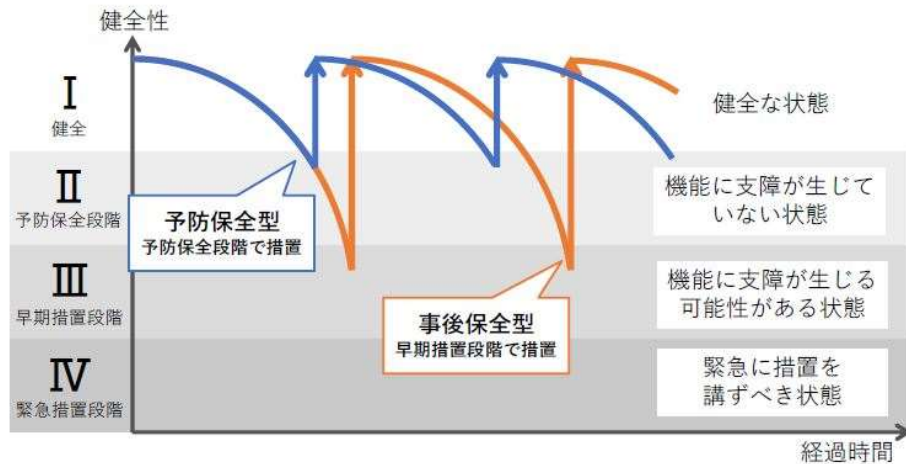 健全性
Ⅰ
健全
健全な状態
Ⅱ
予防保全段階
機能に支障が生じて
いない状態
予防保全型
予防保全段階で措置
Ⅲ
早期措置段階
機能に支障が生じる
可能性がある状態
事後保全型
早期措置段階で措置
Ⅳ
緊急措置段階
緊急に措置を
講ずべき状態
経過時間